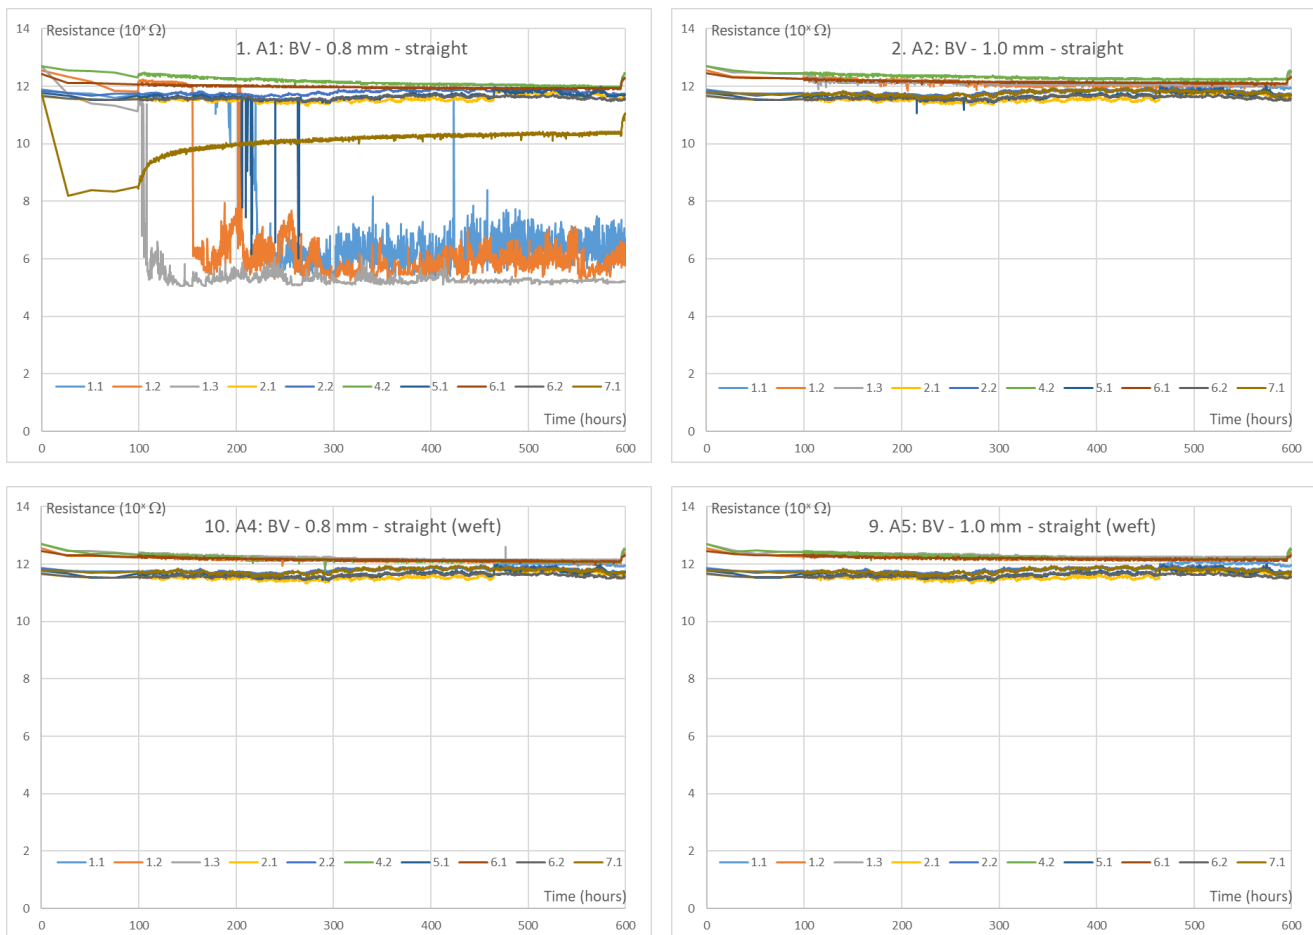 Resistance (10ˣ Ω)
1. A1: BV - 0.8 mm - straight
14
12
10
8
6
4
2
0
1.1 1.2 1.3 2.1 2.2 4.2 5.1 6.1 6.2 7.1
Time (hours)
0 100 200 300 400 500 600
Resistance (10ˣ Ω)
2. A2: BV - 1.0 mm - straight
14
12
10
8
6
4
2
0
1.1 1.2 1.3 2.1 2.2 4.2 5.1 6.1 6.2 7.1
Time (hours)
0 100 200 300 400 500 600
Resistance (10ˣ Ω)
10. A4: BV - 0.8 mm - straight (weft)
14
12
10
8
6
4
2
0
1.1 1.2 1.3 2.1 2.2 4.2 5.1 6.1 6.2 7.1
Time (hours)
0 100 200 300 400 500 600
Resistance (10ˣ Ω)
9. A5: BV - 1.0 mm - straight (weft)
14
12
10
8
6
4
2
0
1.1 1.2 1.3 2.1 2.2 4.2 5.1 6.1 6.2 7.1
Time (hours)
0 100 200 300 400 500 600